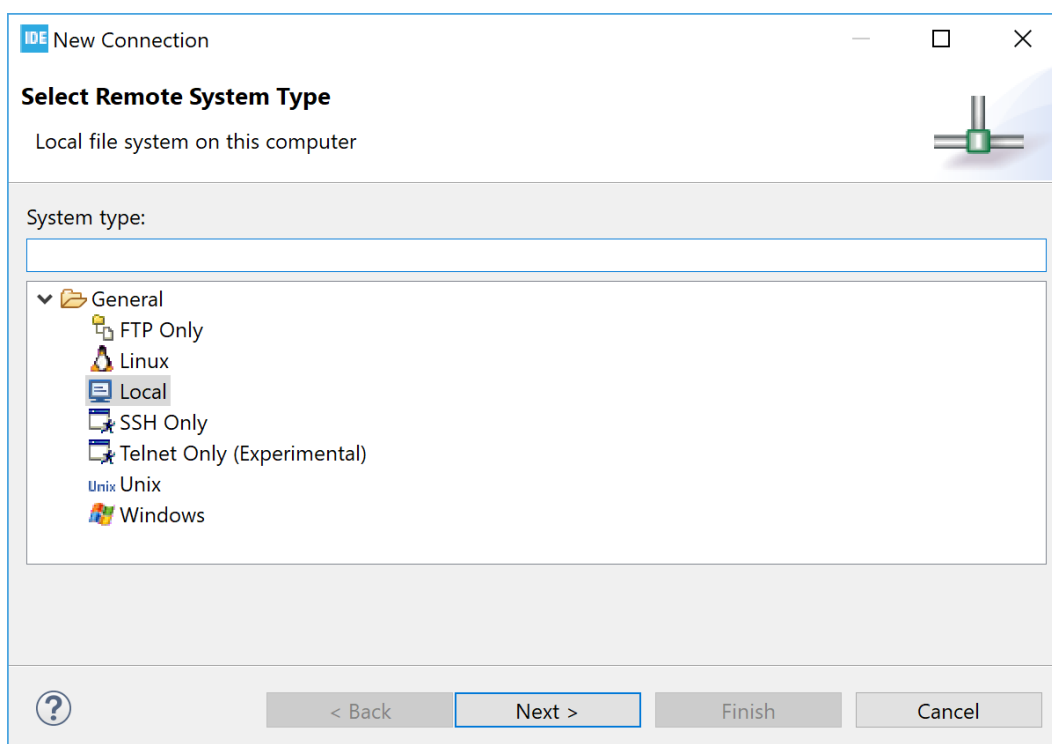 IDE New Connection
Select Remote System Type
Local file system on this computer
System type:
General
FTP Only
Linux
Local
SSH Only
Telnet Only (Experimental)
Unix Unix
Windows
? < Back Next > Finish Cancel